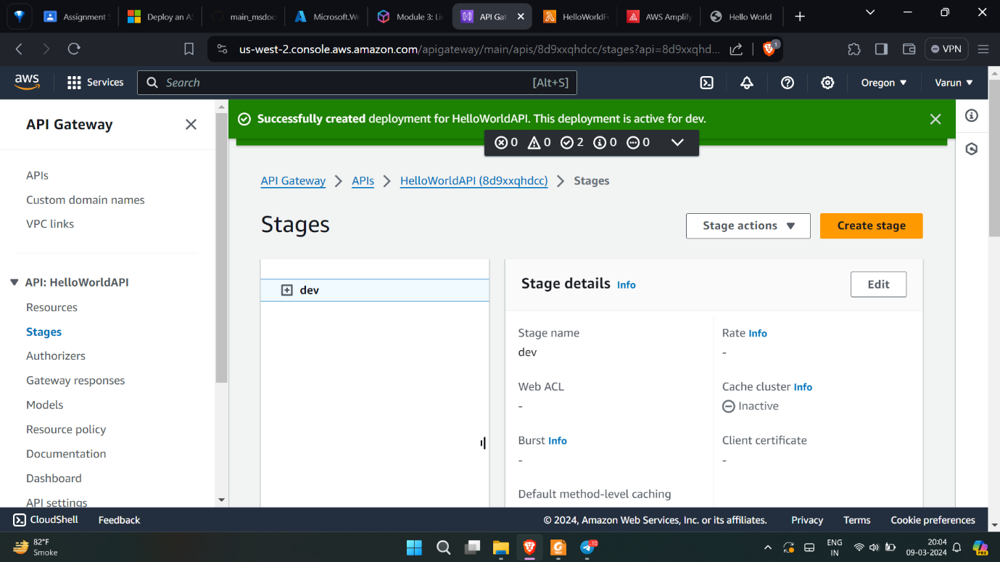 Assignment
Deploy an AS
main_msdoc
Microsoft.We
Module 3: Li
API Gat
HelloWorldFu
AWS Amplify
Hello World
us-west-2.console.aws.amazon.com/apigateway/main/apis/8d9xxqhdcc/stages?api=8d9xxqhd...
1
VPN
aws
Services
Search
[Alt+S]
Oregon
Varun
API Gateway
APIs
Custom domain names
VPC links
API: HelloWorldAPI
Resources
Stages
Authorizers
Gateway responses
Models
Resource policy
Documentation
Dashboard
API settings
Successfully created deployment for HelloWorldAPI. This deployment is active for dev.
0 0 2 0 0
API Gateway > APIs > HelloWorldAPI (8d9xxqhdcc) > Stages
Stages
Stage actions
Create stage
dev
Stage details Info
Edit
Stage name
dev
Rate Info
-
Web ACL
-
Cache cluster Info
Inactive
Burst Info
-
Client certificate
-
Default method-level caching
CloudShell
Feedback
© 2024, Amazon Web Services, Inc. or its affiliates.
Privacy
Terms
Cookie preferences
82°F
Smoke
10
ENG
IN
20:04
09-03-2024
PRE